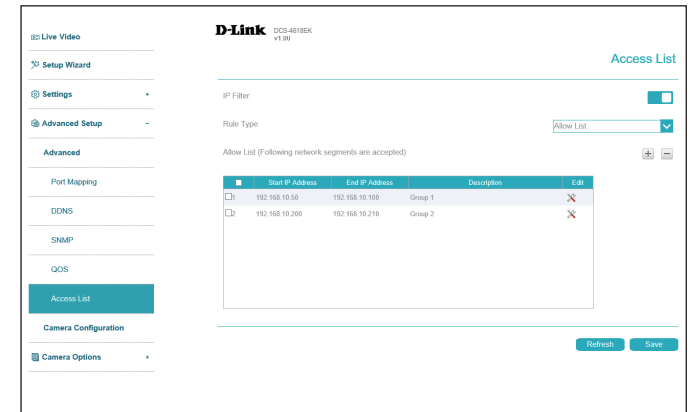 D-Link DCS-4618EK
v1.00
Live Video
Setup Wizard
Settings +
Advanced Setup -
Advanced
Port Mapping
DDNS
SNMP
QOS
Access List
Camera Configuration
Camera Options +
Access List
IP Filter
Rule Type Allow List
Allow List (Following network segments are accepted) + -
Start IP Address End IP Address Description Edit
1 192.168.10.50 192.168.10.100 Group 1
2 192.168.10.200 192.168.10.210 Group 2
Refresh Save